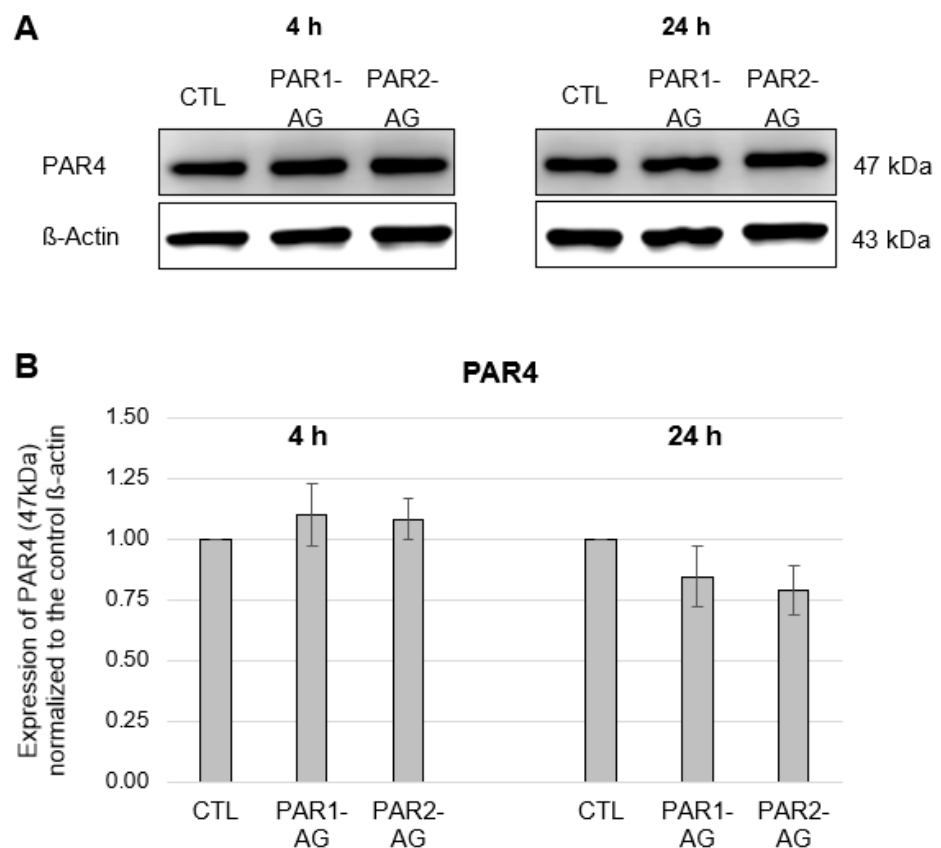 A
4 h
24 h
CTL
PAR1-
AG
PAR2-
AG
CTL
PAR1-
AG
PAR2-
AG
PAR4
47 kDa
ß-Actin
43 kDa
B
PAR4
Expression of PAR4 (47kDa)
normalized to the control ß-actin
1.50
1.25
1.00
0.75
0.50
0.25
0.00
4 h
24 h
CTL
PAR1-
AG
PAR2-
AG
CTL
PAR1-
AG
PAR2-
AG